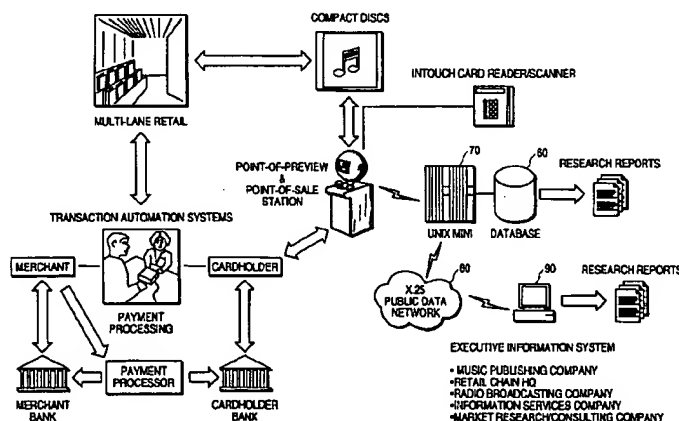 COMPACT DISCS
INTOUCH CARD READER/SCANNER
MULTI-LANE RETAIL
POINT-OF-PREVIEW
&
POINT-OF-SALE
STATION
70
60
RESEARCH REPORTS
UNIX MINI
DATABASE
TRANSACTION AUTOMATION SYSTEMS
MERCHANT
CARDHOLDER
PAYMENT
PROCESSING
80
X.25
PUBLIC DATA
NETWORK
90
RESEARCH REPORTS
PAYMENT
PROCESSOR
MERCHANT
BANK
CARDHOLDER
BANK
EXECUTIVE INFORMATION SYSTEM
• MUSIC PUBLISHING COMPANY
•RETAIL CHAIN HQ
•RADIO BROADCASTING COMPANY
•INFORMATION SERVICES COMPANY
•MARKET RESEARCH/CONSULTING COMPANY